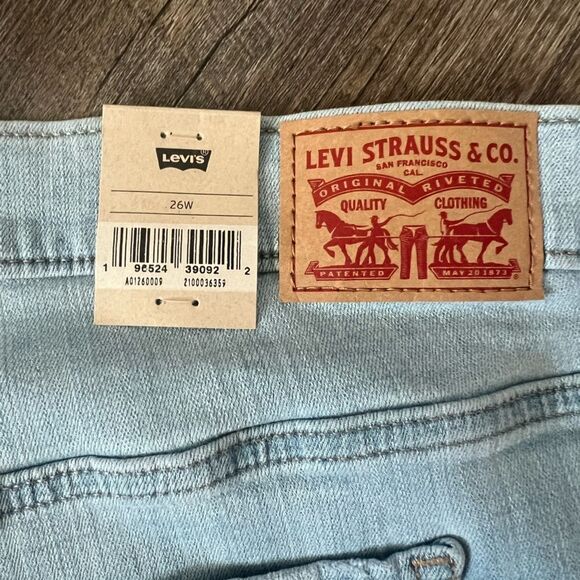 Levi's®
26W
1 96524 39092 2
A01260009 2100036359
LEVI STRAUSS & CO.
SAN FRANCISCO
CAL.
ORIGINAL RIVETED
QUALITY CLOTHING
PATENTED MAY 20 1873
®